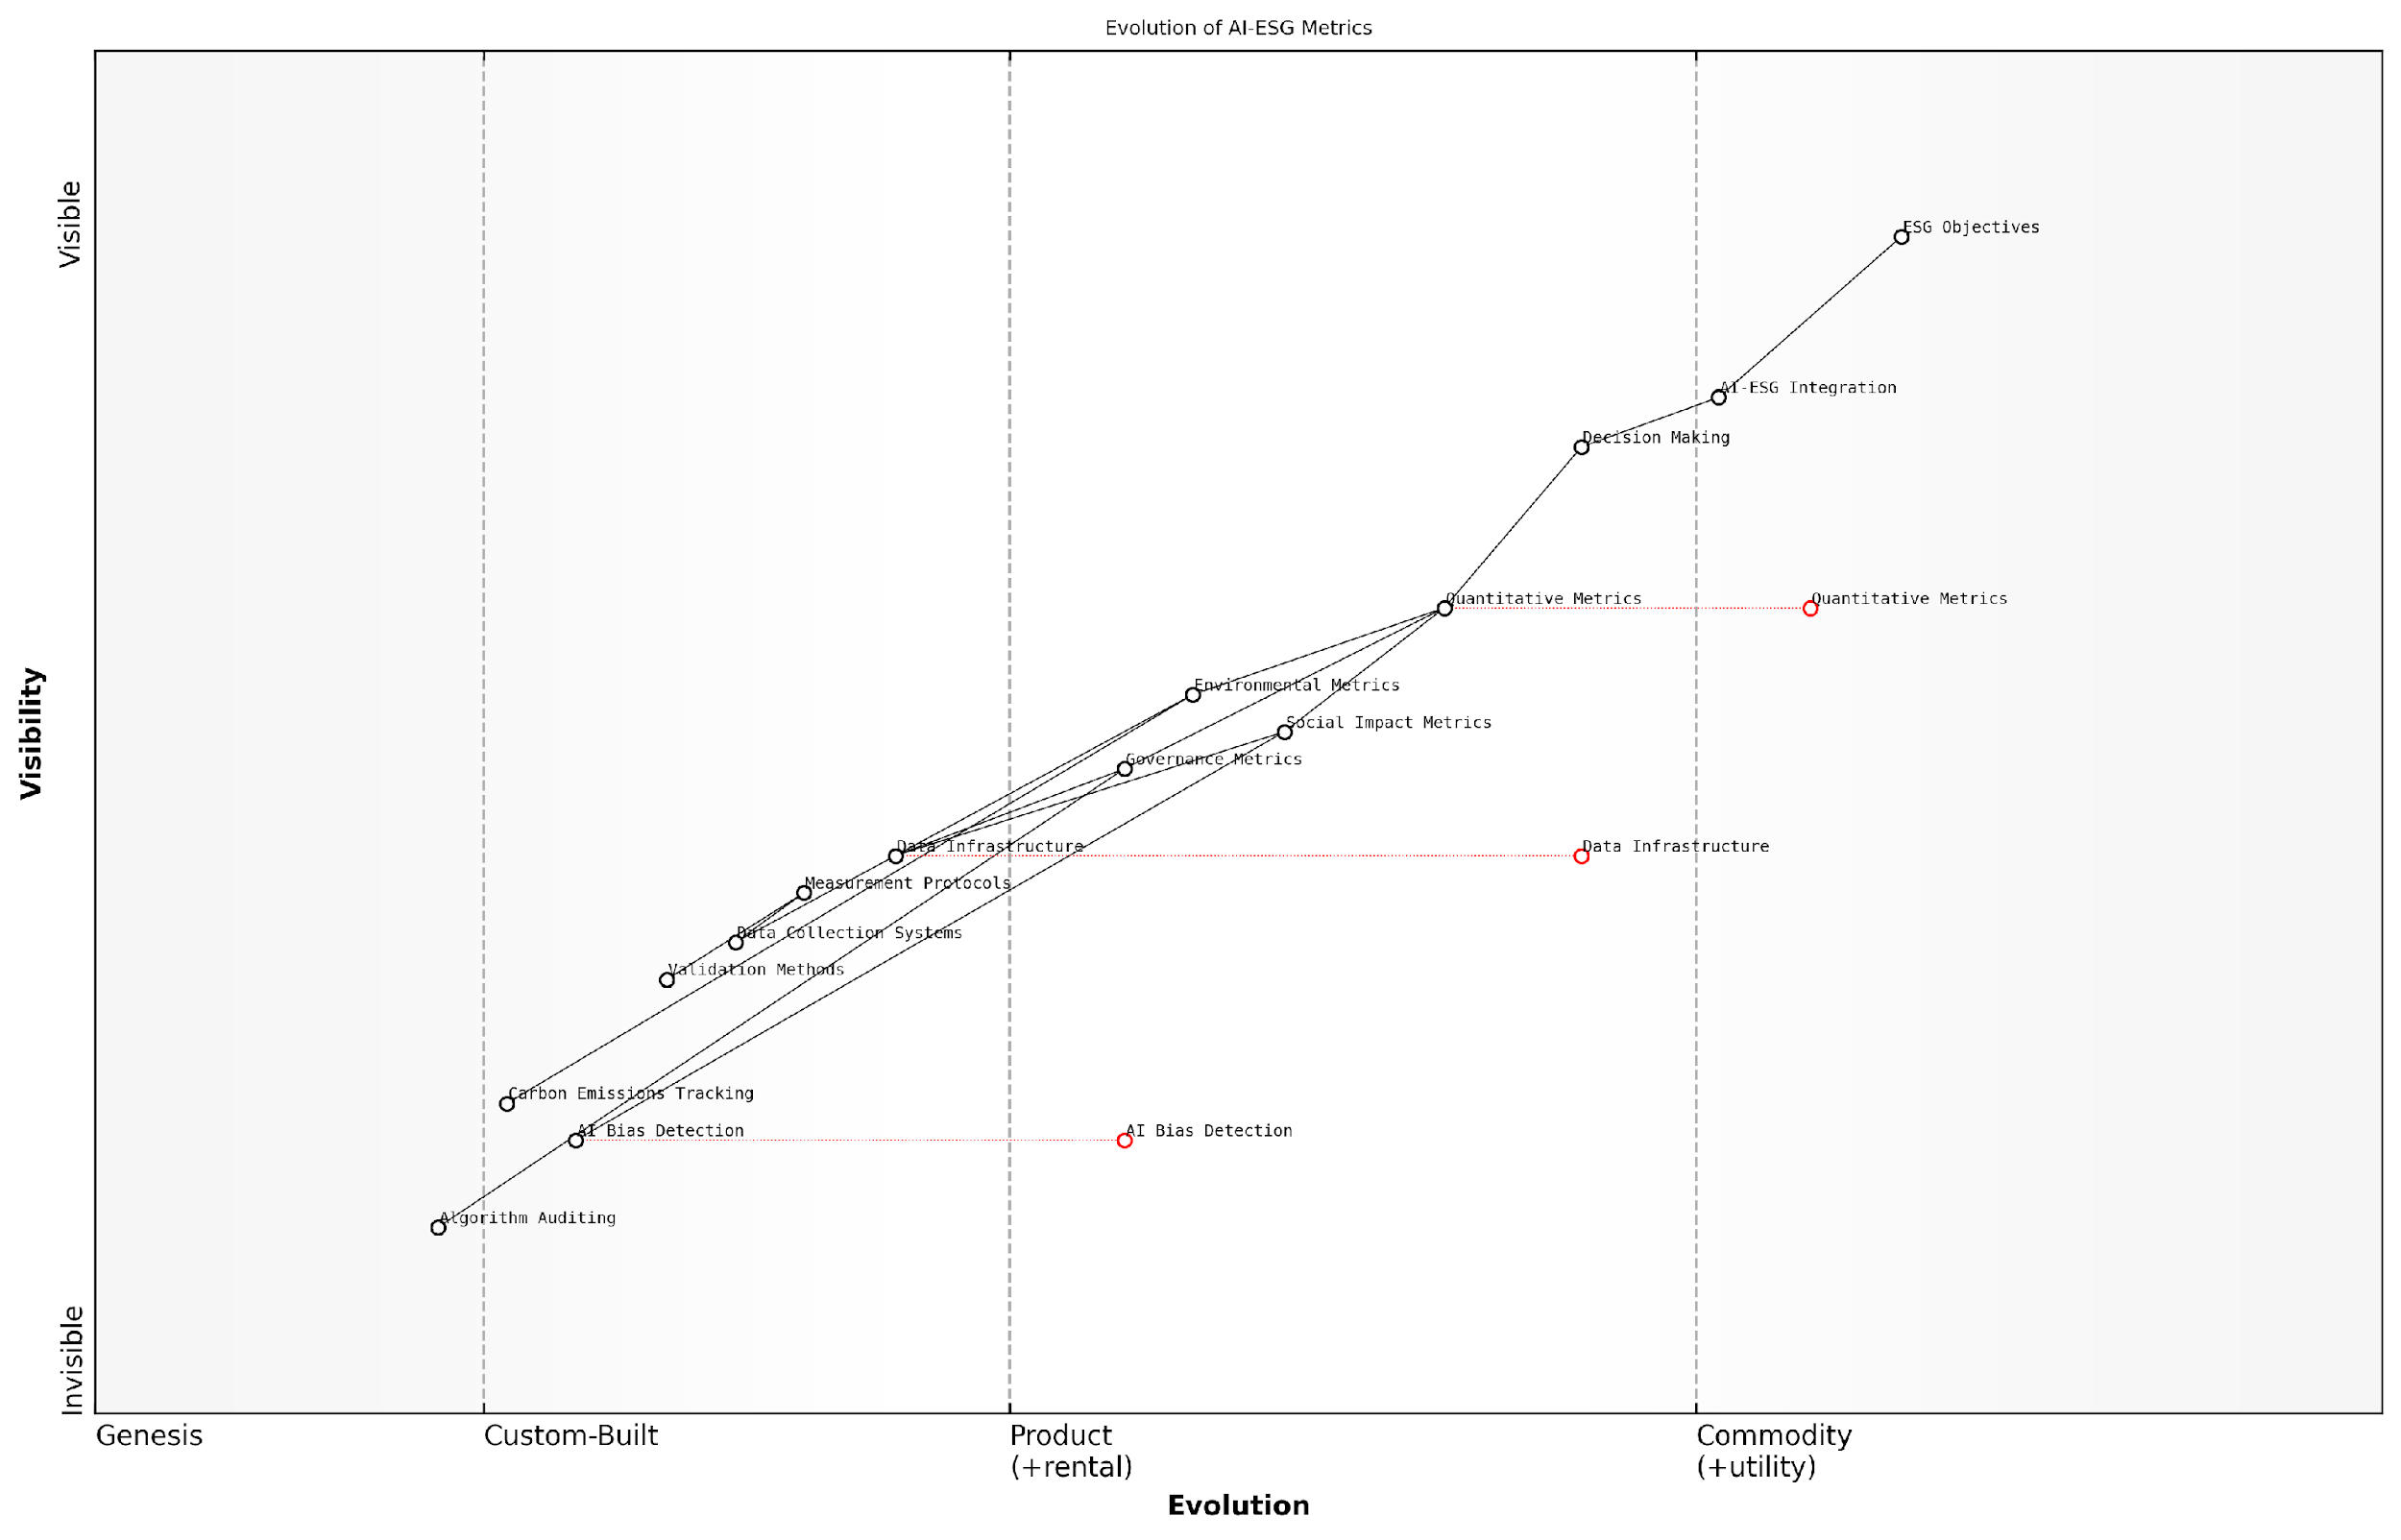 Evolution of AI-ESG Metrics
Visible
ESG Objectives
AI-ESG Integration
Decision Making
Quantitative Metrics
Quantitative Metrics
Environmental Metrics
Social Impact Metrics
Governance Metrics
Visibility
Data Infrastructure
Data Infrastructure
Measurement Protocols
Data Collection Systems
Validation Methods
Carbon Emissions Tracking
AI Bias Detection
AI Bias Detection
Algorithm Auditing
Invisible
Genesis
Custom-Built
Product
(+rental)
Commodity
(+utility)
Evolution